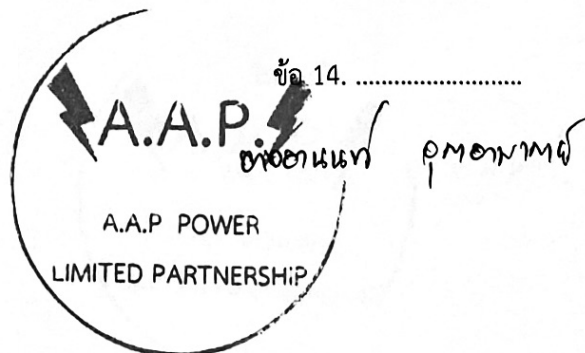 ข้อ 14. ............................
A.A.P.
A.A.P POWER
LIMITED PARTNERSHIP